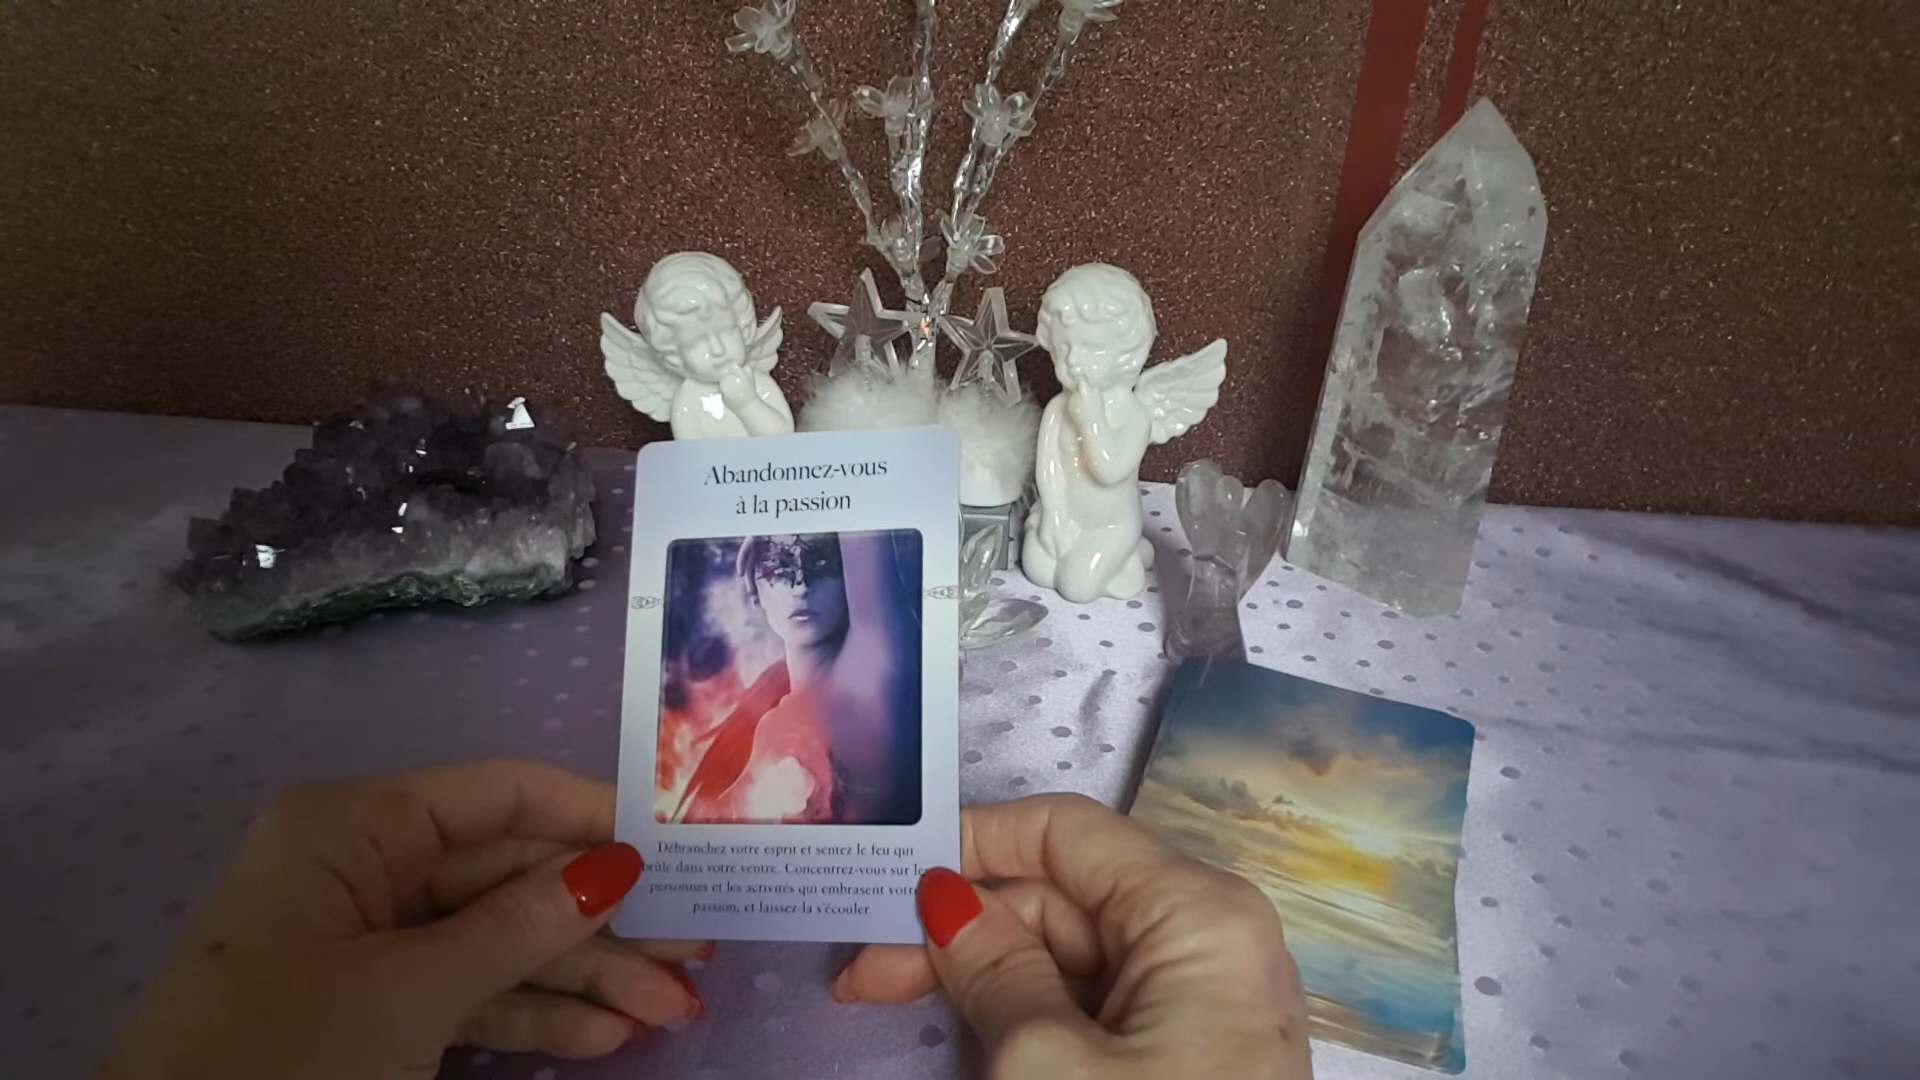 Abandonnez-vous
à la passion
Débranchez votre esprit et sentez le feu qui
brûle dans votre ventre. Concentrez-vous sur les
personnes et les activités qui embrasent votre
passion, et laissez-la s'écouler.